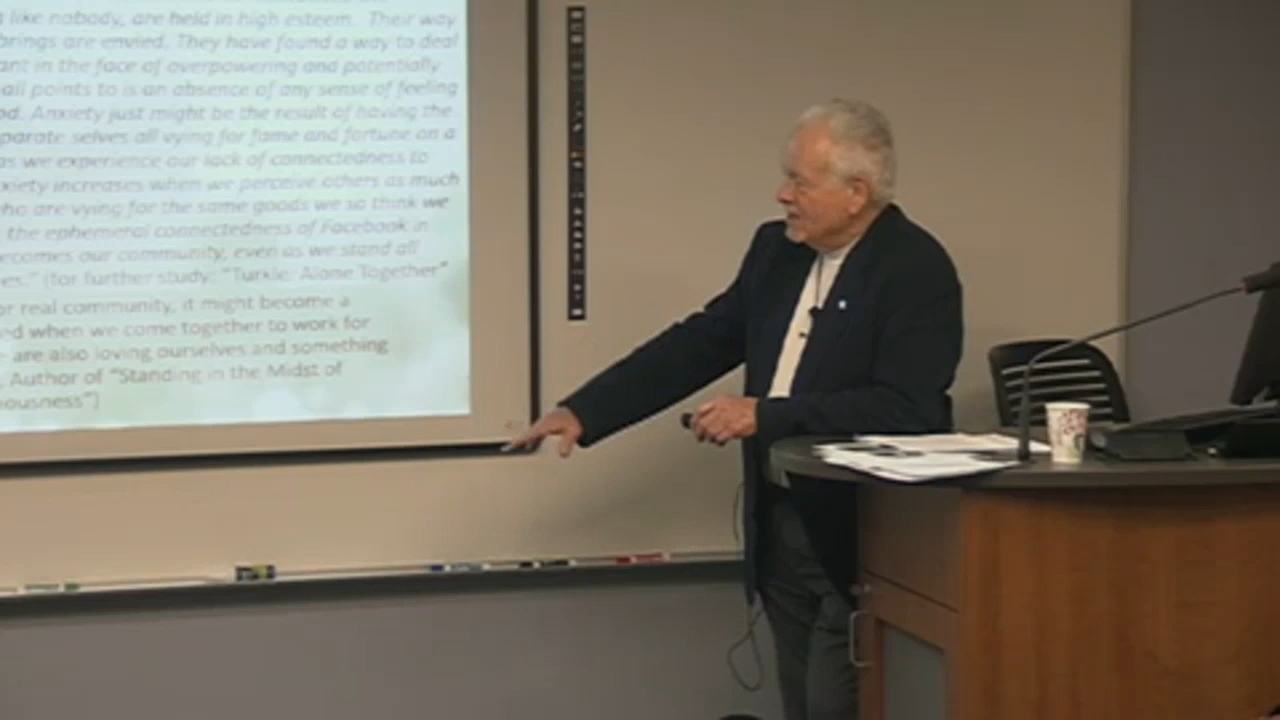 like nobody, are held in high esteem. Their way
brings are envied. They have found a way to deal
ant in the face of overpowering and potentially
all points to is an absence of any sense of feeling
od. Anxiety just might be the result of having the
parate selves all vying for fame and fortune on a
as we experience our lack of connectedness to
xiety increases when we perceive others as much
ho are vying for the same goods we so think we
the ephemeral connectedness of Facebook in
ecomes our community, even as we stand all
es." (for further study: "Turkle: Alone Together"
or real community, it might become a
ed when we come together to work for
are also loving ourselves and something
Author of "Standing in the Midst of
iousness"]